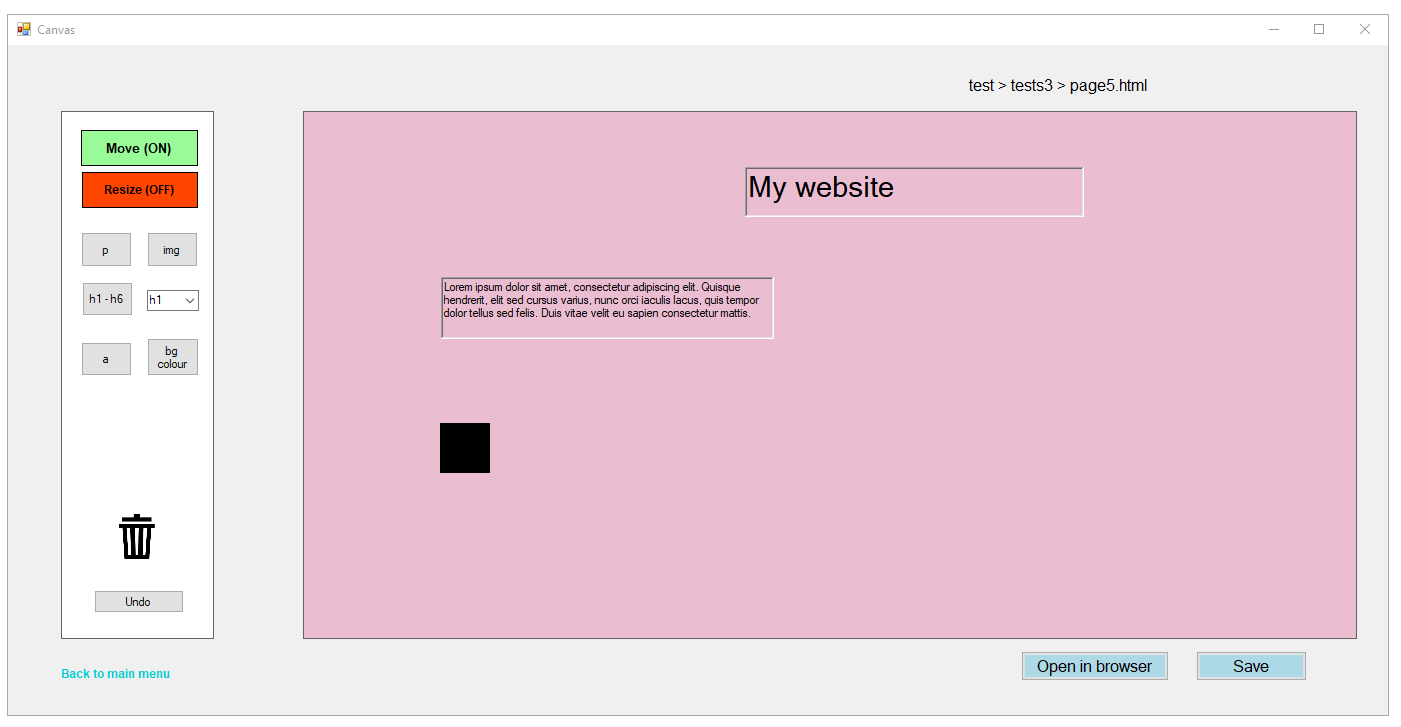 Canvas
test > tests3 > page5.html
Move (ON)
Resize (OFF)
p
img
h1 - h6
h1
a
bg
colour
Undo
Back to main menu
My website
Lorem ipsum dolor sit amet, consectetur adipiscing elit. Quisque
hendrerit, elit sed cursus varius, nunc orci iaculis lacus, quis tempor
dolor tellus sed felis. Duis vitae velit eu sapien consectetur mattis.
Open in browser
Save